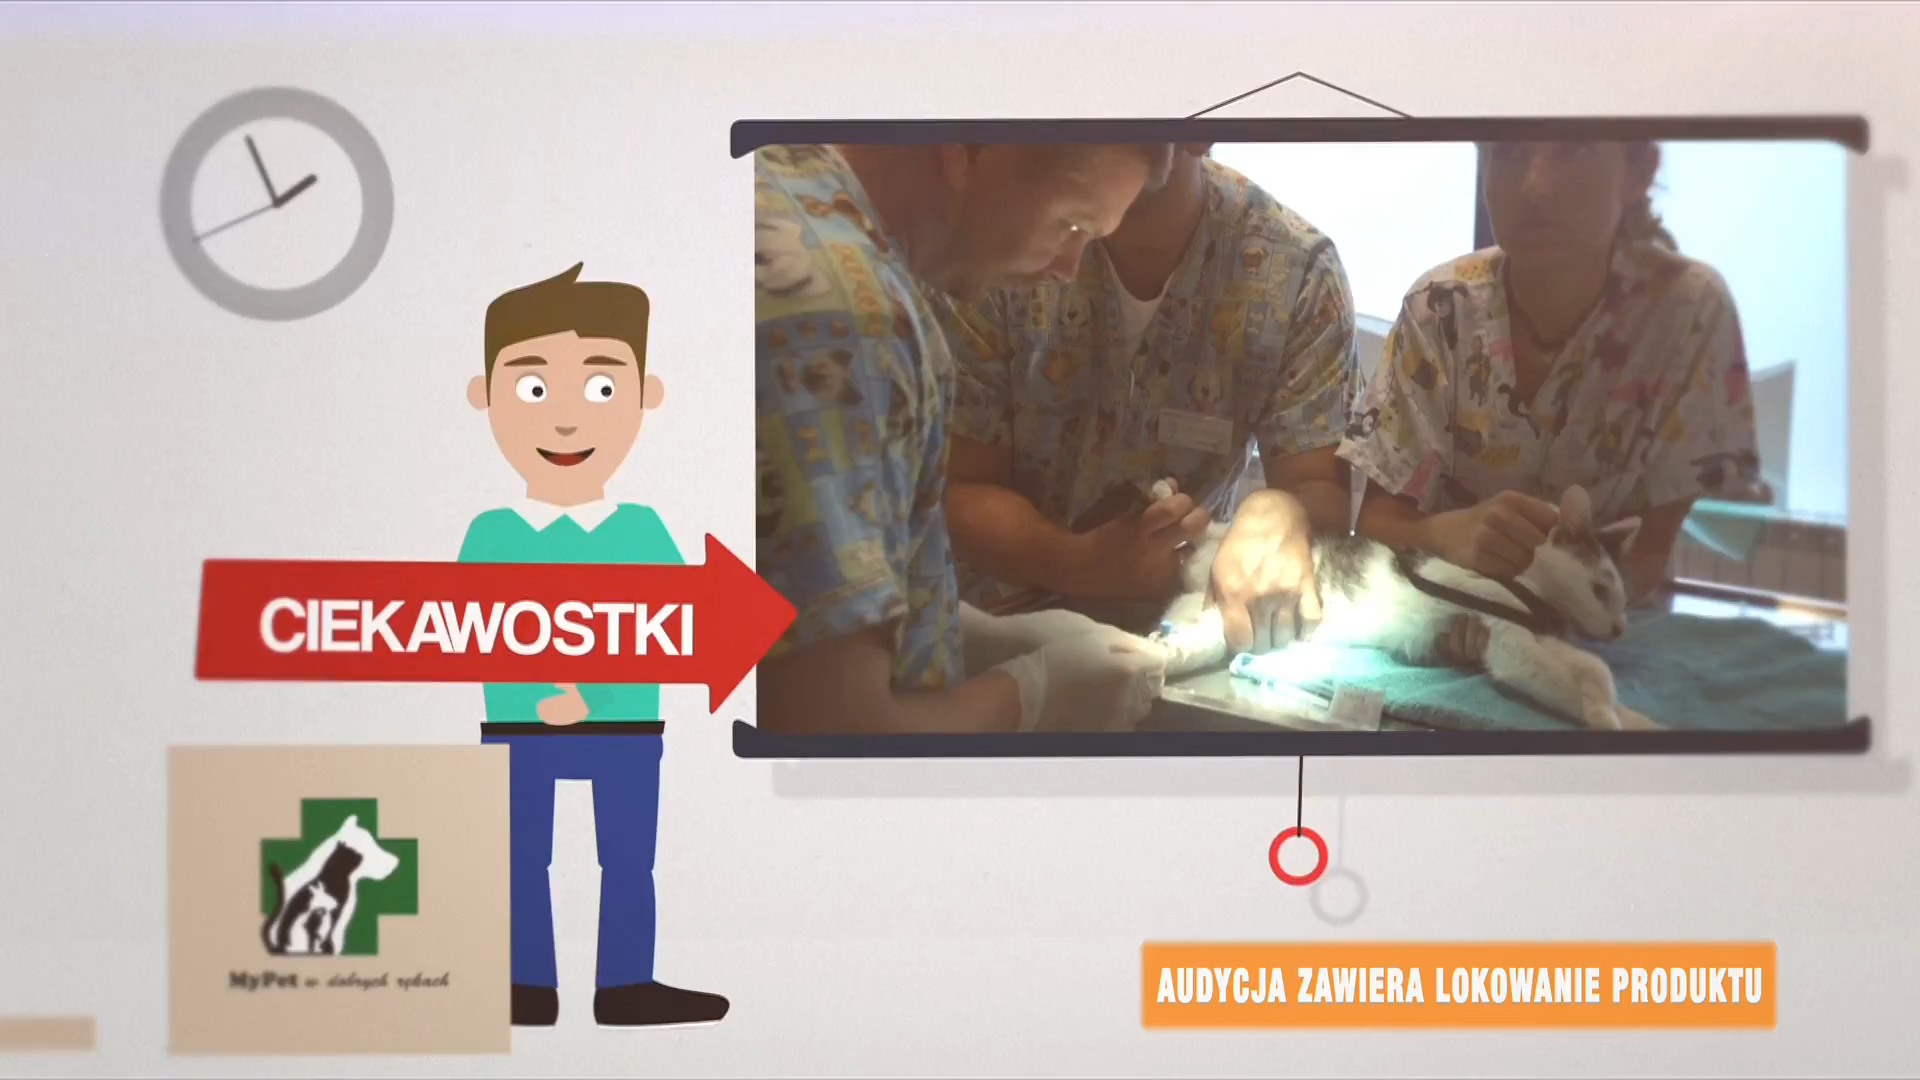 CIEKAWOSTKI
MyPet w dobrych rękach
AUDYCJA ZAWIERA LOKOWANIE PRODUKTU